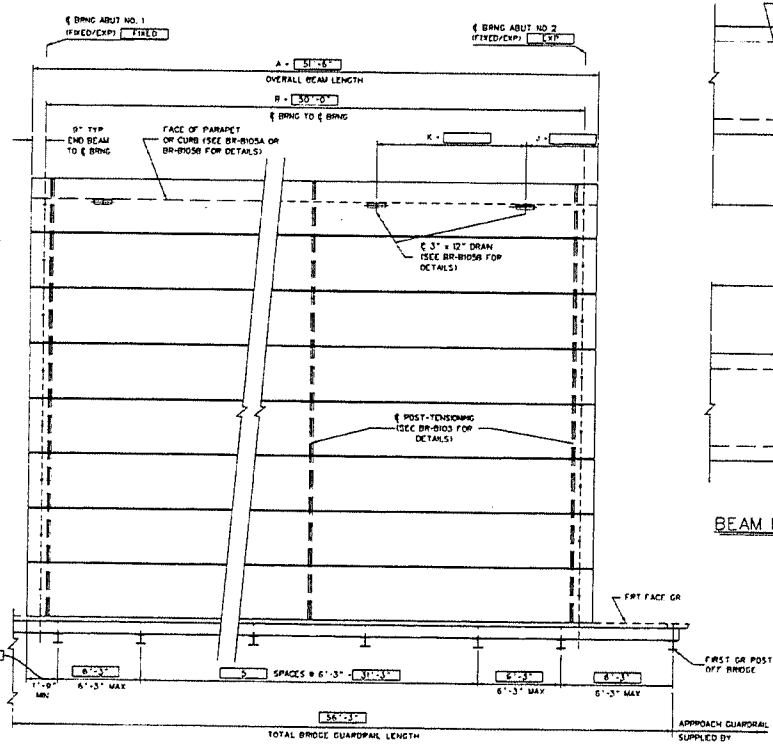 ℄ BRNG ABUT NO. 1
(FIXED/EXP) FIXED
℄ BRNG ABUT NO 2
(FIXED/EXP) EXP
A = 51'-6"
OVERALL BEAM LENGTH
B = 50'-0"
℄ BRNG TO ℄ BRNG
9" TYP
END BEAM
TO ℄ BRNG
FACE OF PARAPET
OR CURB (SEE BR-B105A OR
BR-B105B FOR DETAILS)
K =
J =
℄ 3" x 12" DRAIN
(SEE BR-B105B FOR
DETAILS)
℄ POST-TENSIONING
(SEE BR-B103 FOR
DETAILS)
BEAM
FRT FACE GR
FIRST GR POST
OFF BRIDGE
1'-9"
MIN
6'-3"
6'-3" MAX
5 SPACES @ 6'-3" = 31'-3"
6'-3"
6'-3" MAX
6'-3"
6'-3" MAX
56'-3"
TOTAL BRIDGE GUARDRAIL LENGTH
APPROACH GUARDRAIL
SUPPLIED BY